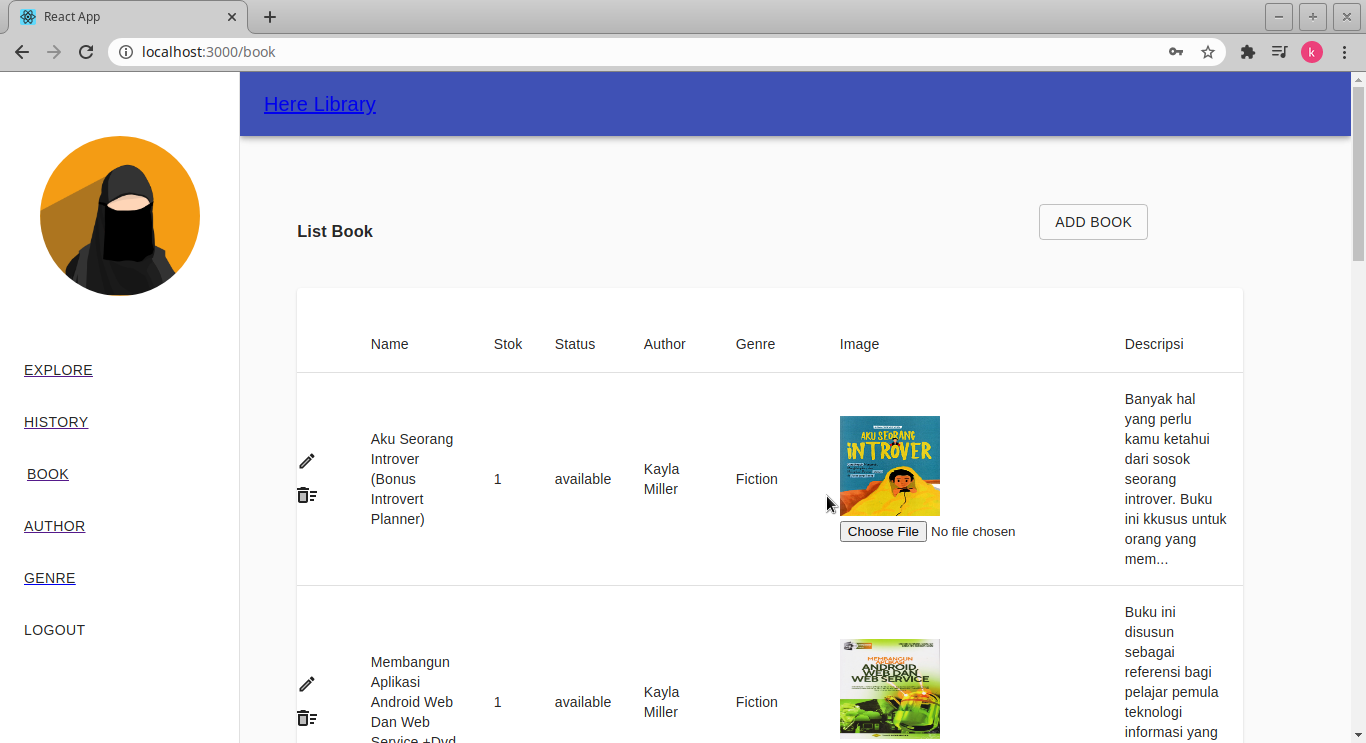 React App
localhost:3000/book
k
Here Library
List Book
ADD BOOK
EXPLORE
HISTORY
BOOK
AUTHOR
GENRE
LOGOUT
Name Stok Status Author Genre Image Descripsi
Aku Seorang
Introver
(Bonus
Introvert
Planner)
1
available
Kayla
Miller
Fiction
AKU SEORANG
INTROVER
Choose File No file chosen
Banyak hal
yang perlu
kamu ketahui
dari sosok
seorang
introver. Buku
ini kkusus untuk
orang yang
mem...
Membangun
Aplikasi
Android Web
Dan Web
Service +Dvd
1
available
Kayla
Miller
Fiction
MEMBANGUN
APLIKASI
ANDROID
WEB DAN
WEB SERVICE
Buku ini
disusun
sebagai
referensi bagi
pelajar pemula
teknologi
informasi yang